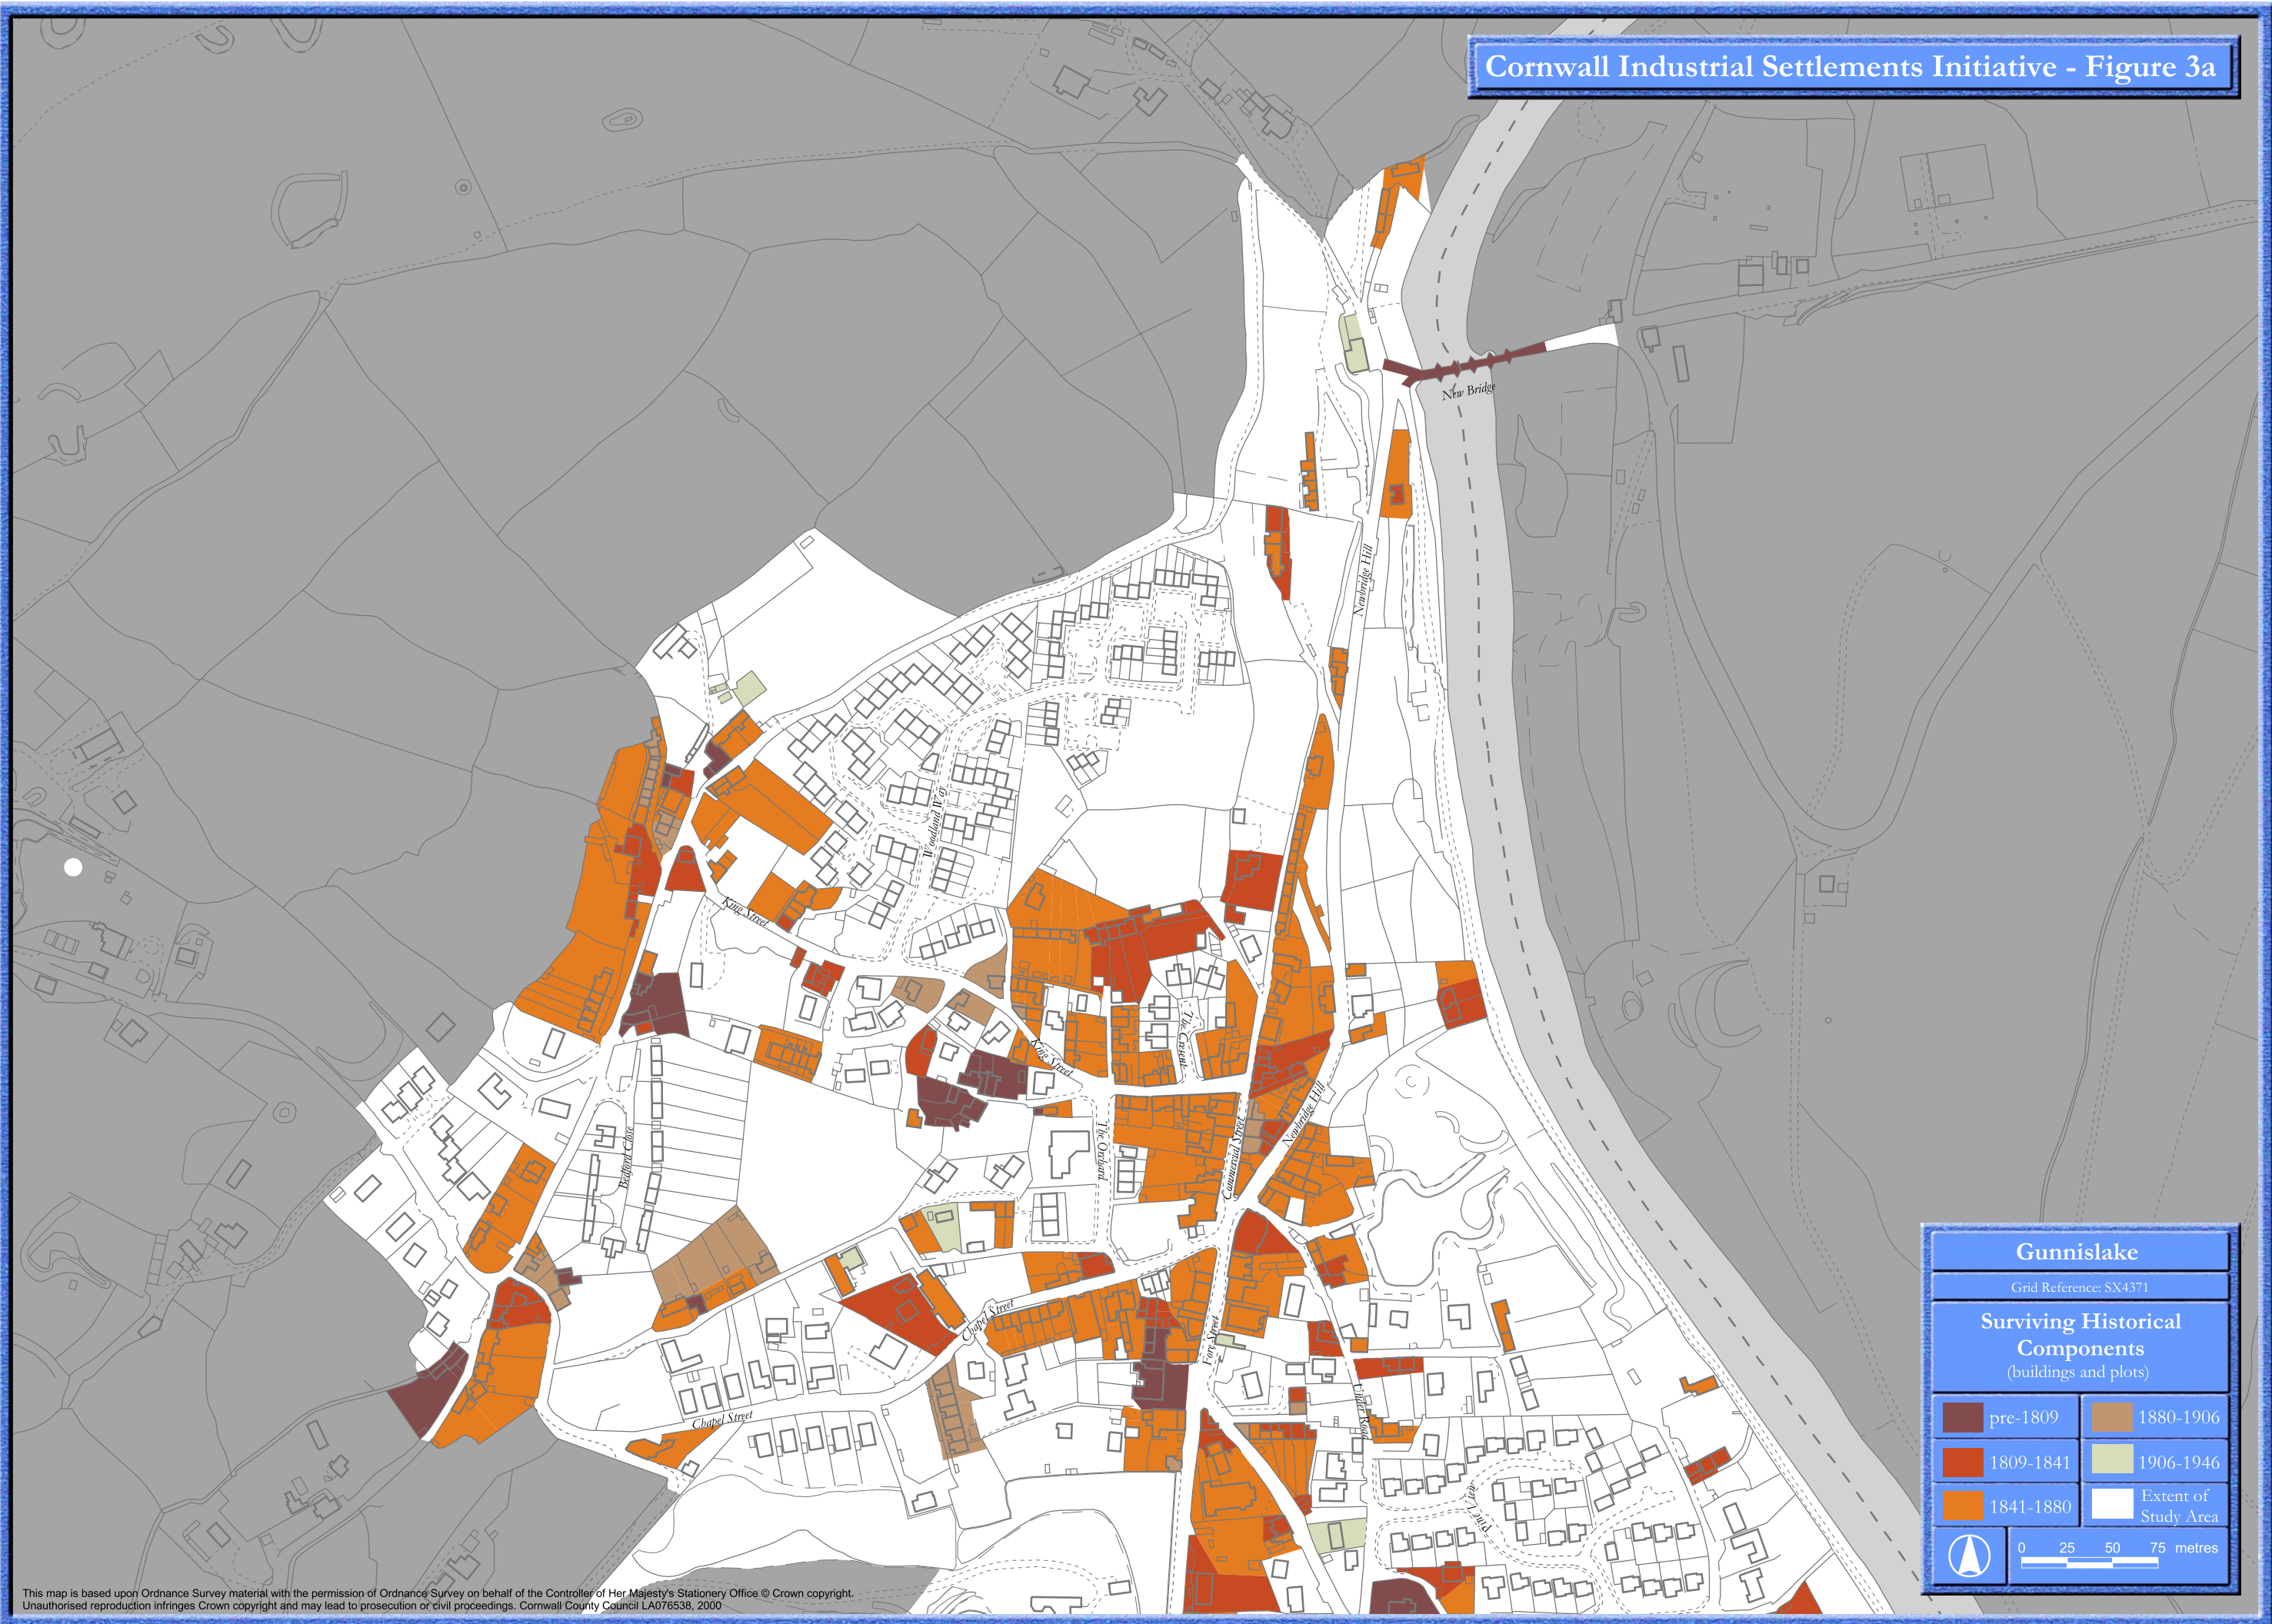 Cornwall Industrial Settlements Initiative - Figure 3a
New Bridge
Newbridge Hill
Woodland Way
King Street
The Crescent
King Street
Newbridge Hill
The Orchard
Commercial Street
Bedford Close
Chapel Street
Fore Street
Under Road
Chapel Street
Pine View
Gunnislake
Grid Reference: SX4371
Surviving Historical
Components
(buildings and plots)
pre-1809
1880-1906
1809-1841
1906-1946
1841-1880
Extent of
Study Area
0 25 50 75 metres
This map is based upon Ordnance Survey material with the permission of Ordnance Survey on behalf of the Controller of Her Majesty's Stationery Office © Crown copyright.
Unauthorised reproduction infringes Crown copyright and may lead to prosecution or civil proceedings. Cornwall County Council LA076538, 2000